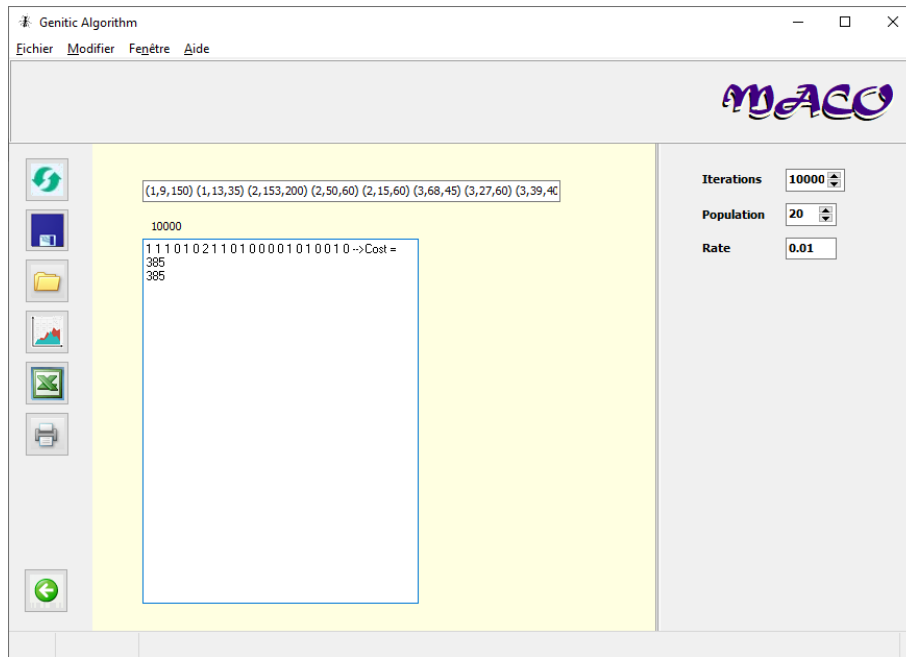 Genitic Algorithm
Fichier Modifier Fenêtre Aide
MACO
(1,9,150) (1,13,35) (2,153,200) (2,50,60) (2,15,60) (3,68,45) (3,27,60) (3,39,40
Iterations 10000
Population 20
Rate 0.01
10000
1 1 1 0 1 0 2 1 1 0 1 0 0 0 0 1 0 1 0 0 1 0 -->Cost =
385
385